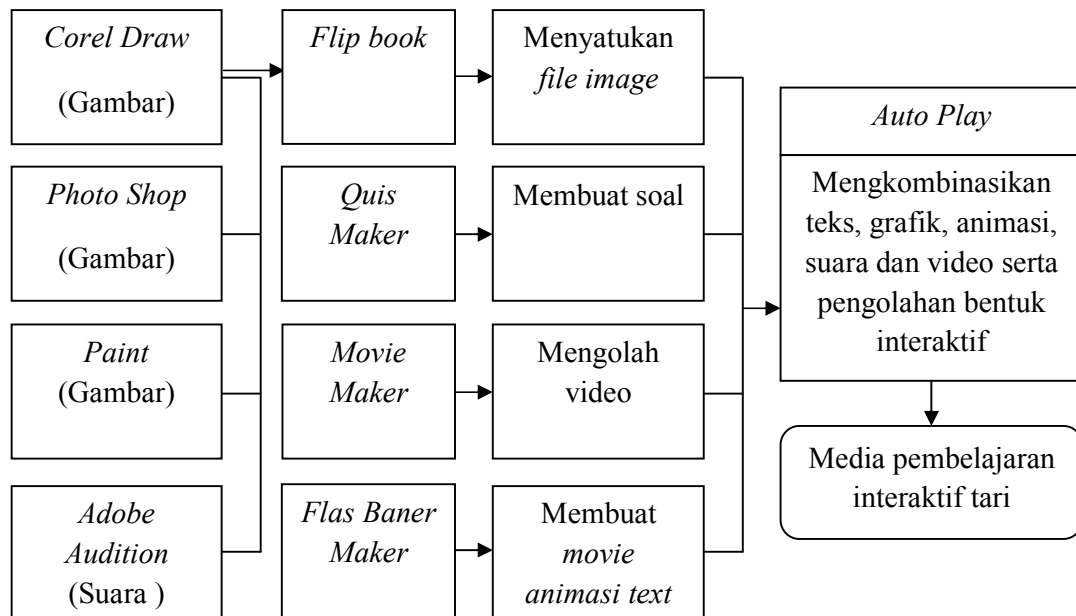 Corel Draw
(Gambar)
Flip book
Menyatukan
file image
Photo Shop
(Gambar)
Quis
Maker
Membuat soal
Paint
(Gambar)
Movie
Maker
Mengolah
video
Adobe
Audition
(Suara )
Flas Baner
Maker
Membuat
movie
animasi text
Auto Play
Mengkombinasikan
teks, grafik, animasi,
suara dan video serta
pengolahan bentuk
interaktif
Media pembelajaran
interaktif tari